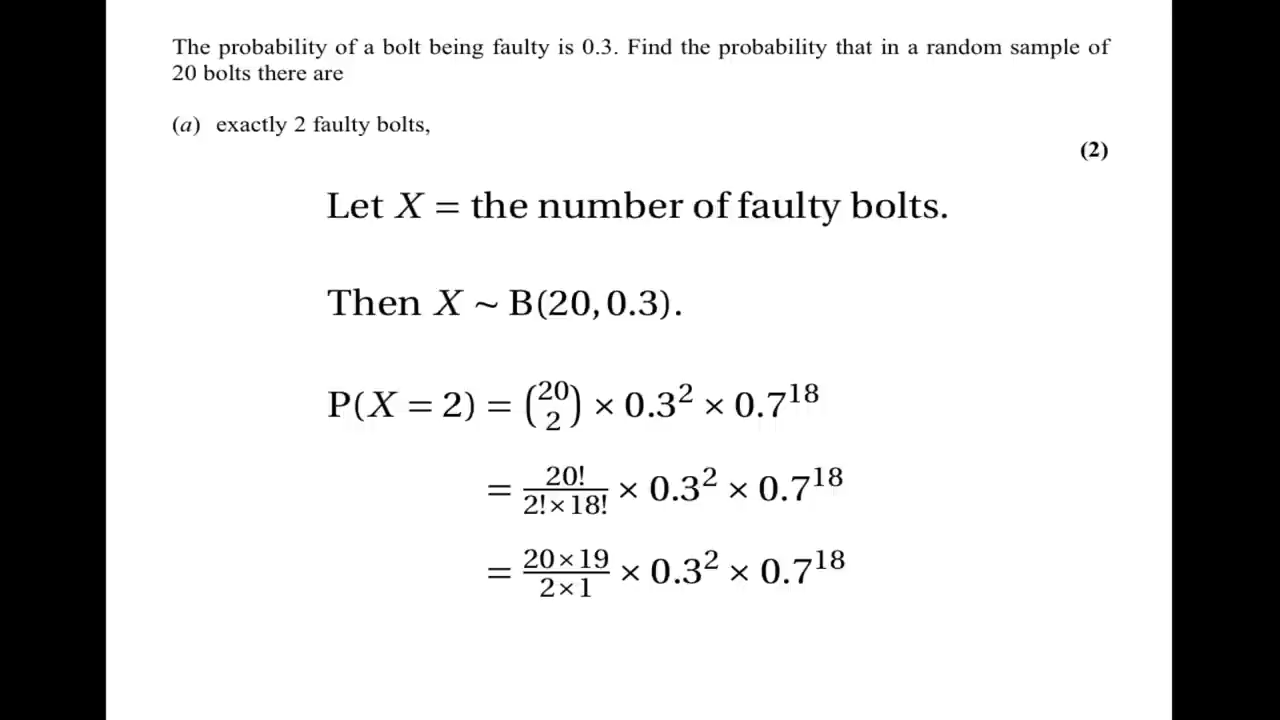 The probability of a bolt being faulty is 0.3. Find the probability that in a random sample of
20 bolts there are
(a) exactly 2 faulty bolts,
(2)
Let X = the number of faulty bolts.
Then X ~ B(20, 0.3).
P(X = 2) = (20 2) × 0.3² × 0.7¹⁸
= 20!/(2! × 18!) × 0.3² × 0.7¹⁸
= (20 × 19)/(2 × 1) × 0.3² × 0.7¹⁸